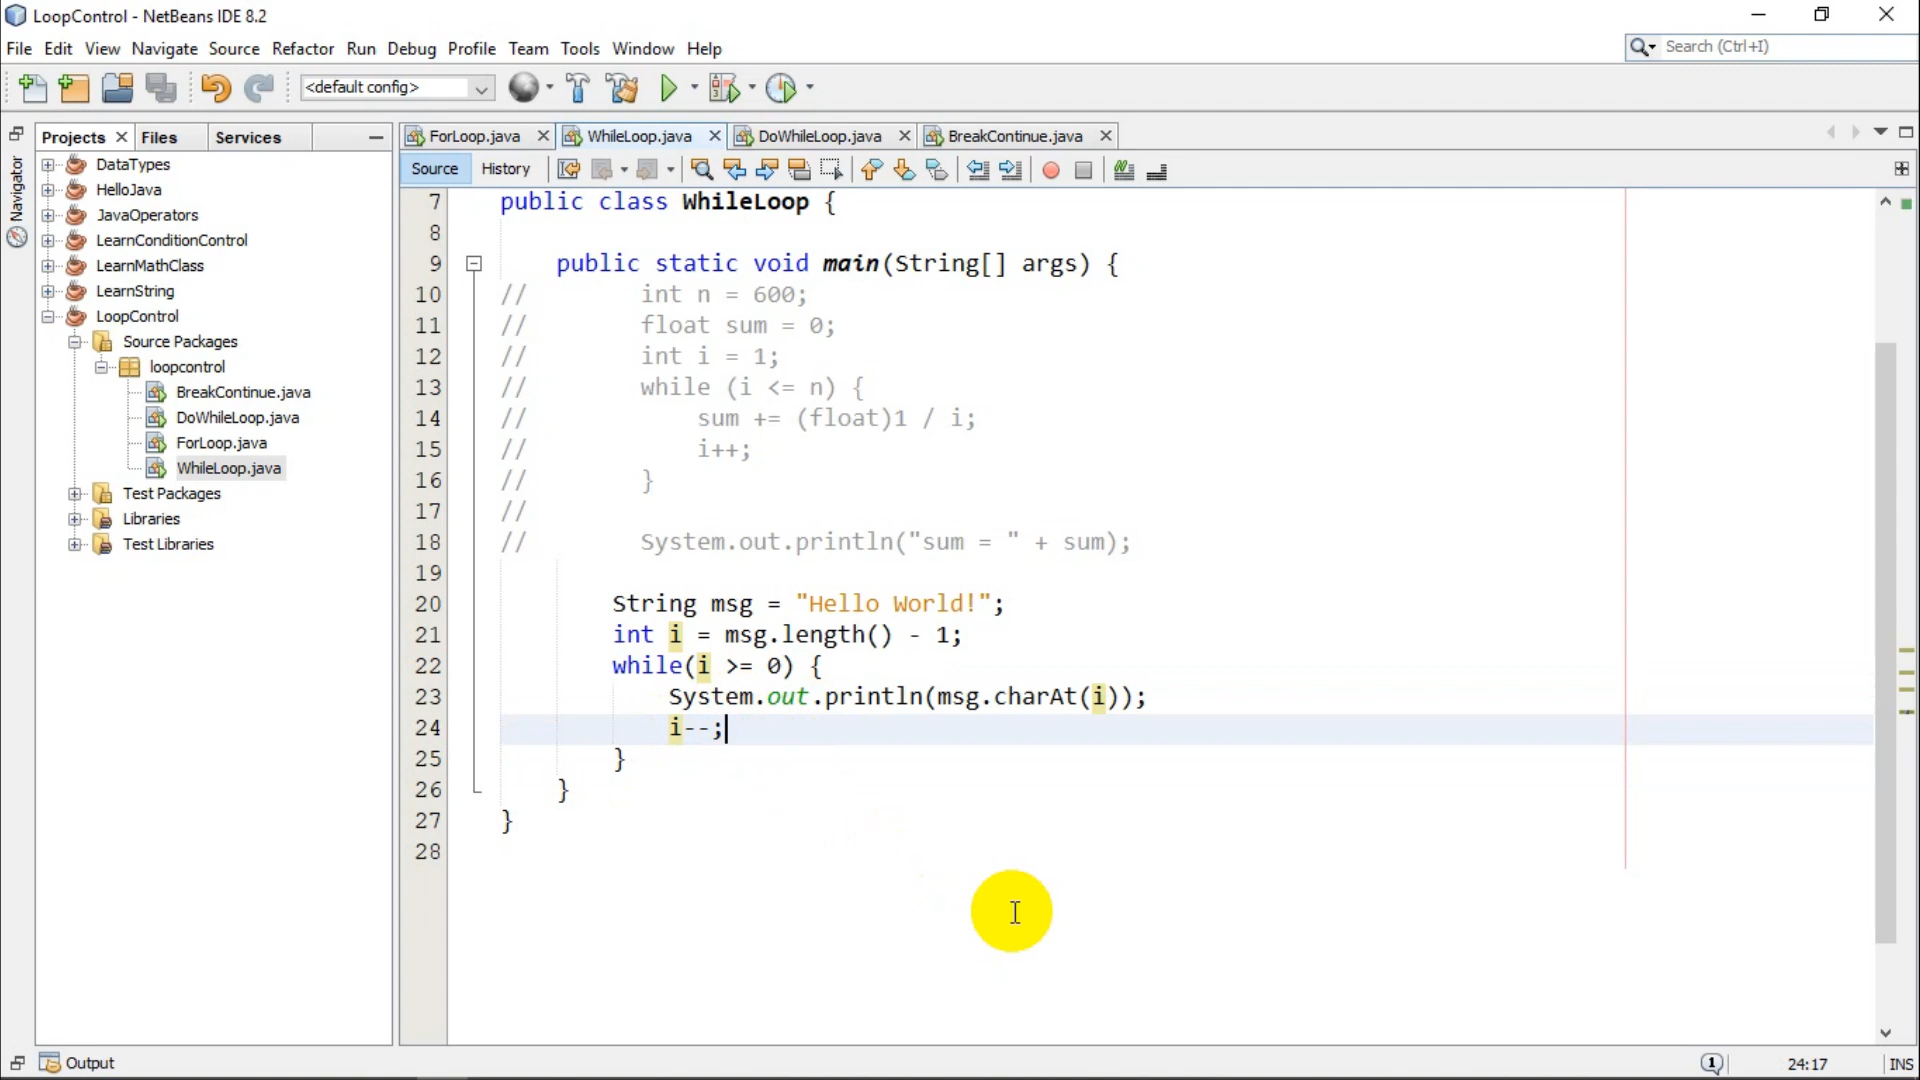 LoopControl - NetBeans IDE 8.2
File Edit View Navigate Source Refactor Run Debug Profile Team Tools Window Help
Search (Ctrl+I)
<default config>
Projects Files Services
ForLoop.java WhileLoop.java DoWhileLoop.java BreakContinue.java
Source History
Navigator
DataTypes
HelloJava
JavaOperators
LearnConditionControl
LearnMathClass
LearnString
LoopControl
Source Packages
loopcontrol
BreakContinue.java
DoWhileLoop.java
ForLoop.java
WhileLoop.java
Test Packages
Libraries
Test Libraries
7 public class WhileLoop {
8
9 public static void main(String[] args) {
10 // int n = 600;
11 // float sum = 0;
12 // int i = 1;
13 // while (i <= n) {
14 // sum += (float)1 / i;
15 // i++;
16 // }
17 //
18 // System.out.println("sum = " + sum);
19
20 String msg = "Hello World!";
21 int i = msg.length() - 1;
22 while(i >= 0) {
23 System.out.println(msg.charAt(i));
24 i--;
25 }
26 }
27 }
28
Output
1 24:17 INS